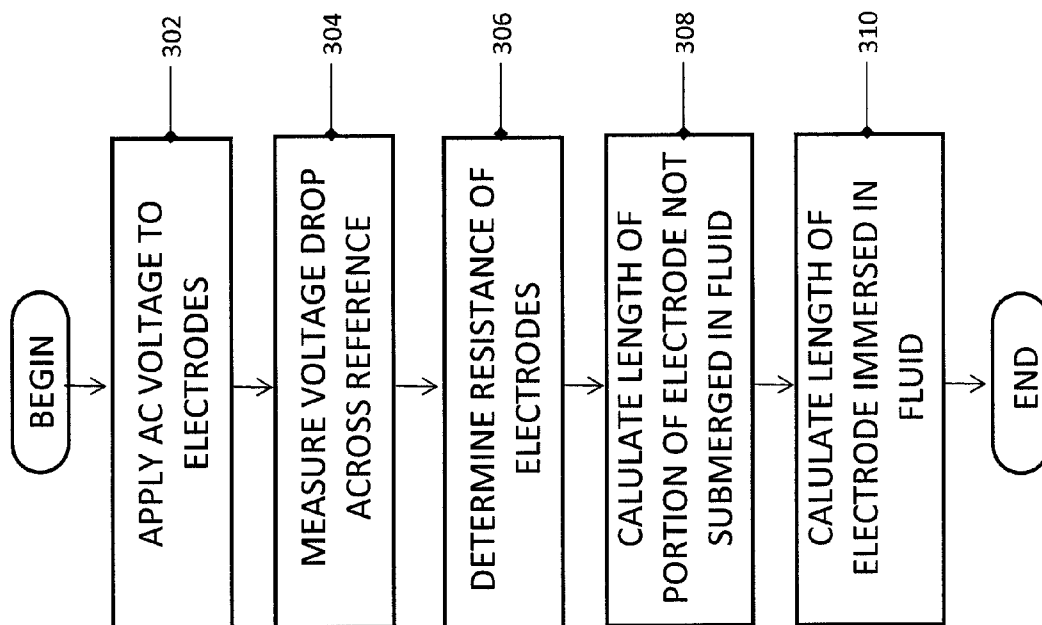 BEGIN
APPLY AC VOLTAGE TO
ELECTRODES
302
MEASURE VOLTAGE DROP
ACROSS REFERENCE
304
DETERMINE RESISTANCE OF
ELECTRODES
306
CALULATE LENGTH OF
PORTION OF ELECTRODE NOT
SUBMERGED IN FLUID
308
CALULATE LENGTH OF
ELECTRODE IMMERSED IN
FLUID
310
END